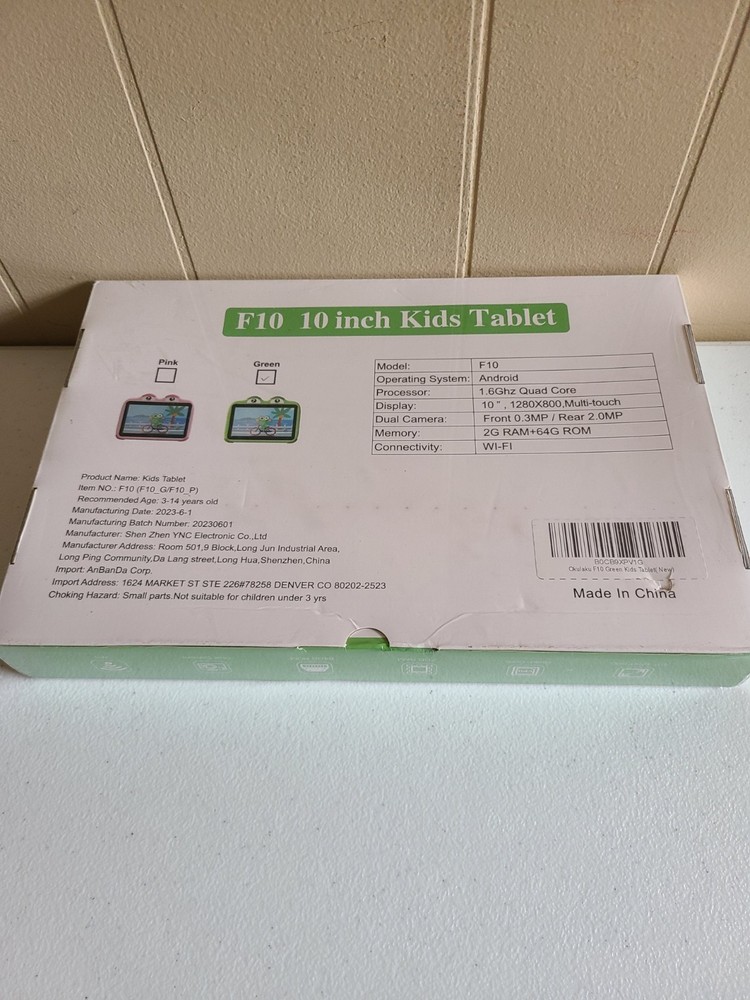 F10 10 inch Kids Tablet
Pink
Green
Model: F10
Operating System: Android
Processor: 1.6Ghz Quad Core
Display: 10 ", 1280X800,Multi-touch
Dual Camera: Front 0.3MP / Rear 2.0MP
Memory: 2G RAM+64G ROM
Connectivity: WI-FI
Product Name: Kids Tablet
Item NO.: F10 (F10_G/F10_P)
Recommended Age: 3-14 years old
Manufacturing Date: 2023-6-1
Manufacturing Batch Number: 20230601
Manufacturer: Shen Zhen YNC Electronic Co.,Ltd
Manufacturer Address: Room 501,9 Block,Long Jun Industrial Area,
Long Ping Community,Da Lang street,Long Hua,Shenzhen,China
Import: AnBanDa Corp.
Import Address: 1624 MARKET ST STE 226#78258 DENVER CO 80202-2523
Choking Hazard: Small parts.Not suitable for children under 3 yrs
F10 Green Kids Tablet( New)
Made In China